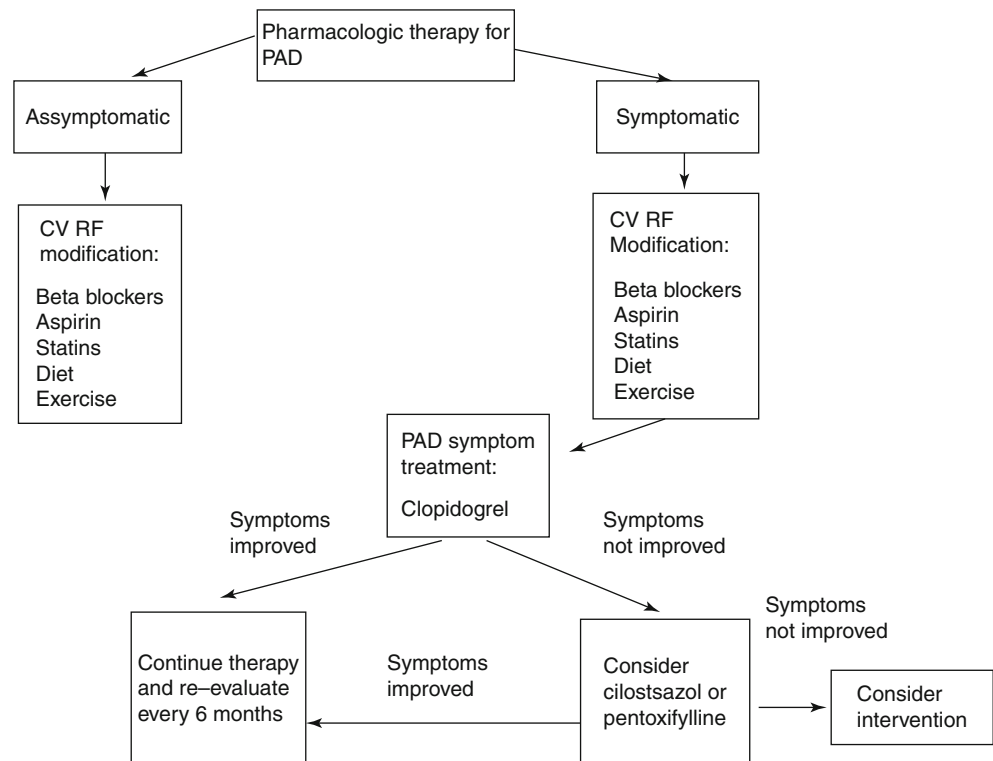 Pharmacologic therapy for
PAD
Assymptomatic
Symptomatic
CV RF
modification:
Beta blockers
Aspirin
Statins
Diet
Exercise
CV RF
Modification:
Beta blockers
Aspirin
Statins
Diet
Exercise
PAD symptom
treatment:
Clopidogrel
Symptoms
improved
Symptoms
not improved
Continue therapy
and re–evaluate
every 6 months
Symptoms
improved
Consider
cilostsazol or
pentoxifylline
Symptoms
not improved
Consider
intervention